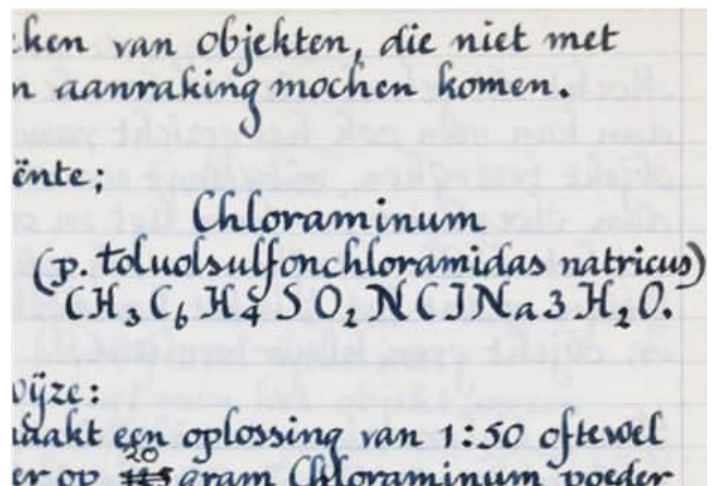 ken van objekten, die niet met
n aanraking mochen komen.
ënte;
Chloraminum
(p. toluolsulfonchloramidas natricus)
CH₃C₆H₄SO₂NClNa3H₂O.
wijze:
maakt een oplossing van 1:50 oftewel
20
er op gram Chloraminum poeder